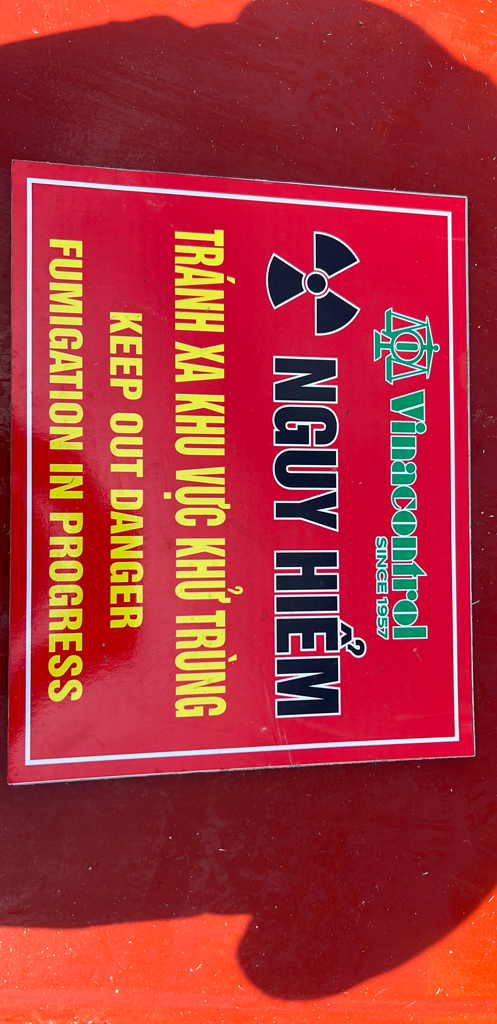 Vinacontrol
SINCE 1957
NGUY HIỂM
TRÁNH XA KHU VỰC KHỬ TRÙNG
KEEP OUT DANGER
FUMIGATION IN PROGRESS